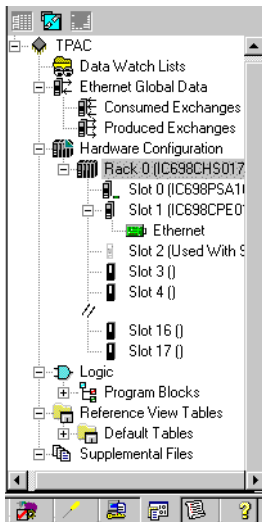 TPAC
Data Watch Lists
Ethernet Global Data
Consumed Exchanges
Produced Exchanges
Hardware Configuration
Rack 0 (IC698CHS017
Slot 0 (IC698PSA1
Slot 1 (IC698CPE0
Ethernet
Slot 2 (Used With S
Slot 3 ()
Slot 4 ()
//
Slot 16 ()
Slot 17 ()
Logic
Program Blocks
Reference View Tables
Default Tables
Supplemental Files